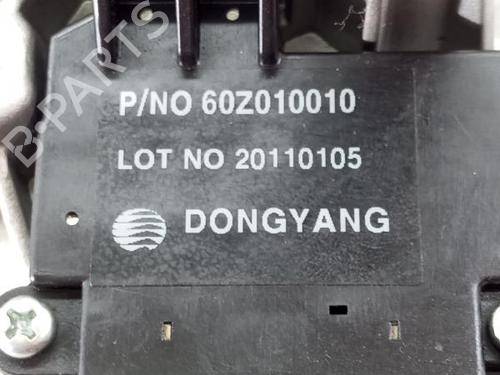 P/NO 60Z010010
LOT NO 20110105
DONGYANG
B-PARTS